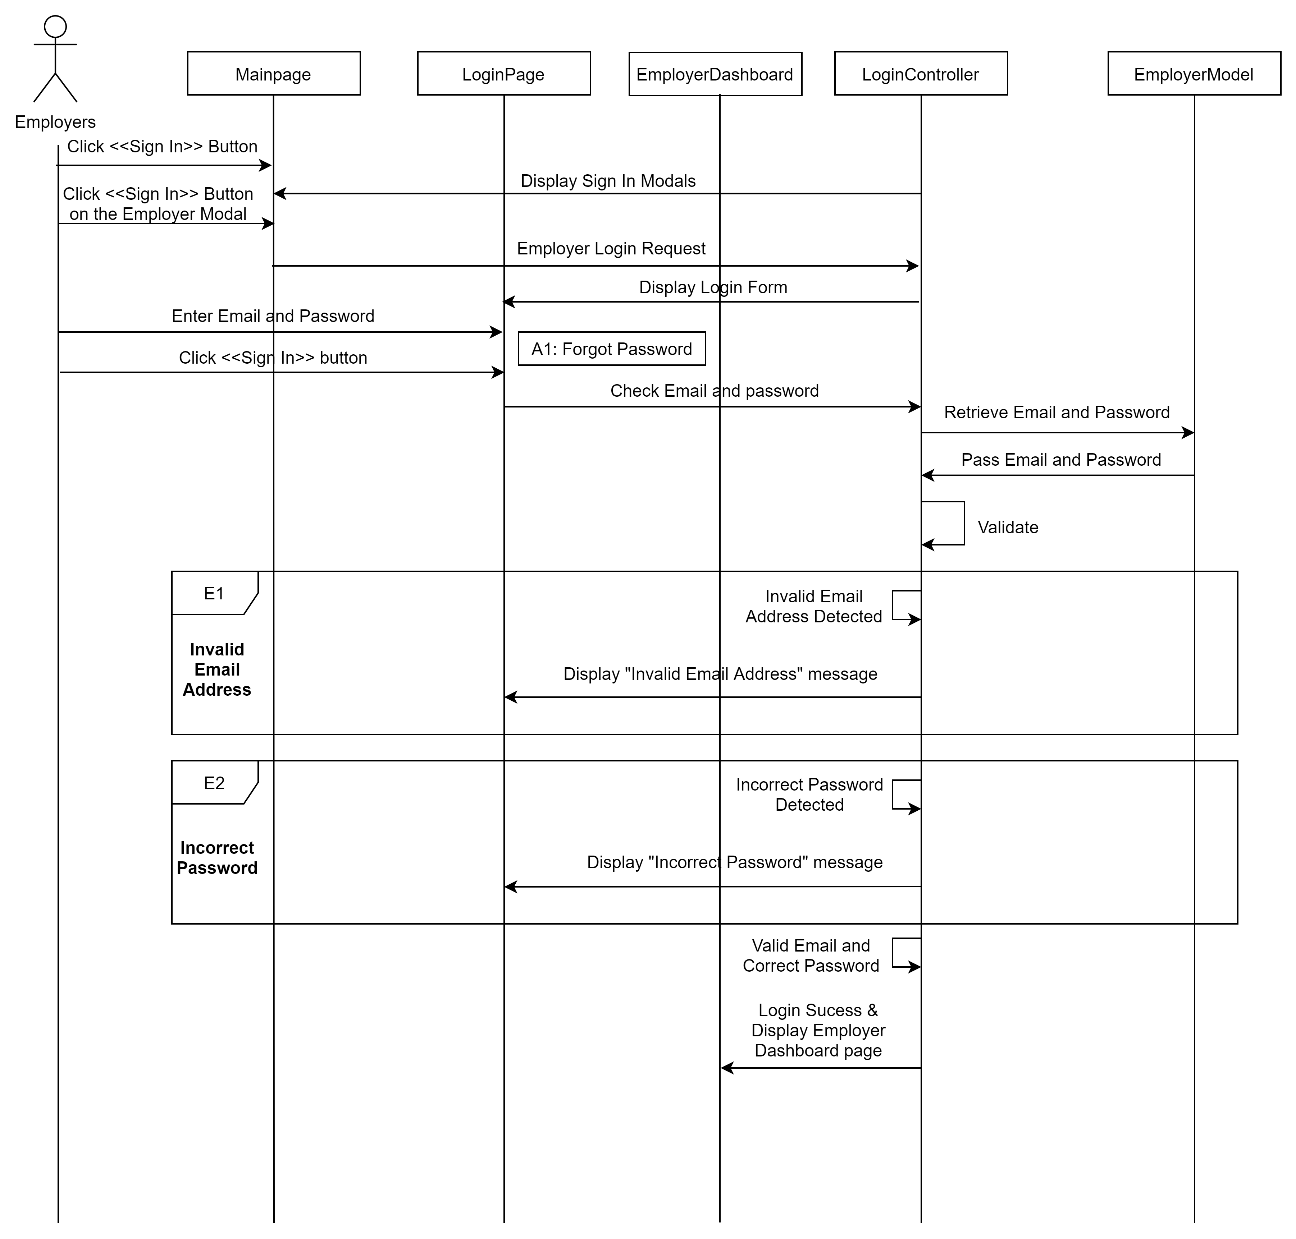 Employers
Mainpage
LoginPage
EmployerDashboard
LoginController
EmployerModel
Click <<Sign In>> Button
Display Sign In Modals
Click <<Sign In>> Button
on the Employer Modal
Employer Login Request
Display Login Form
Enter Email and Password
A1: Forgot Password
Click <<Sign In>> button
Check Email and password
Retrieve Email and Password
Pass Email and Password
Validate
E1
Invalid
Email
Address
Invalid Email
Address Detected
Display "Invalid Email Address" message
E2
Incorrect
Password
Incorrect Password
Detected
Display "Incorrect Password" message
Valid Email and
Correct Password
Login Sucess &
Display Employer
Dashboard page